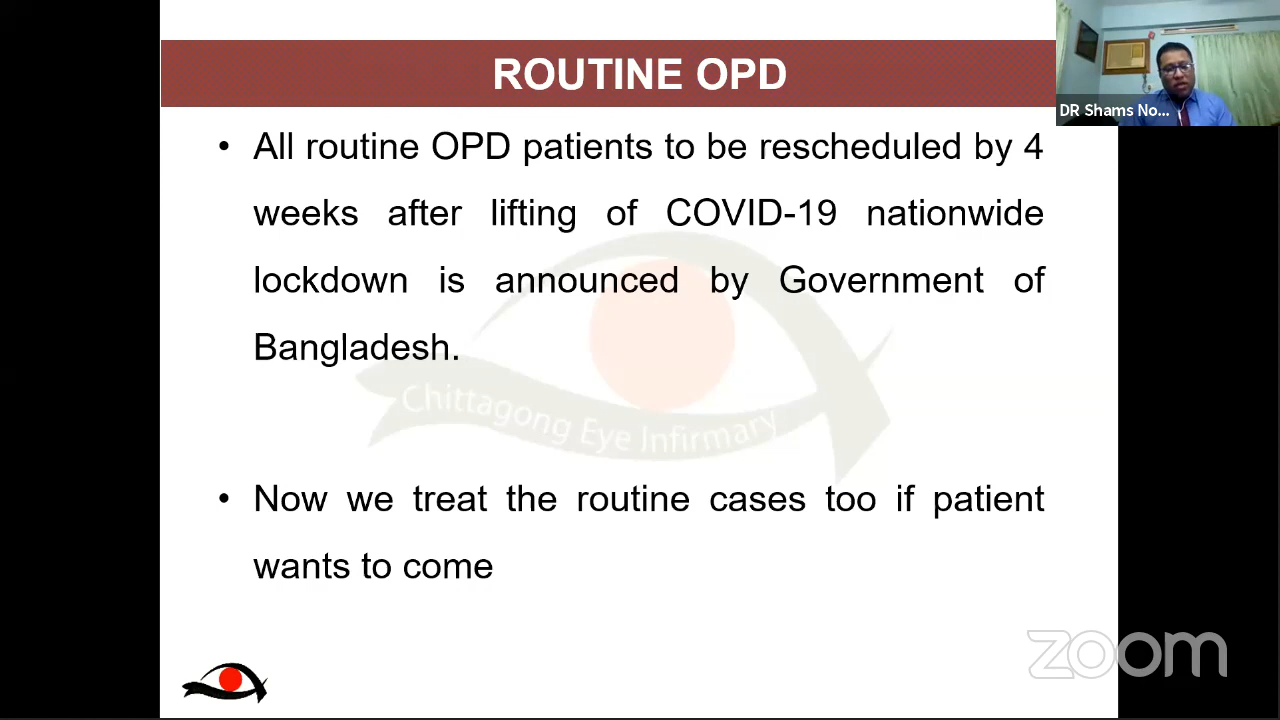 ROUTINE OPD
DR Shams No...
• All routine OPD patients to be rescheduled by 4
weeks after lifting of COVID-19 nationwide
lockdown is announced by Government of
Bangladesh.
Chittagong Eye Infirmary
• Now we treat the routine cases too if patient
wants to come
zoom